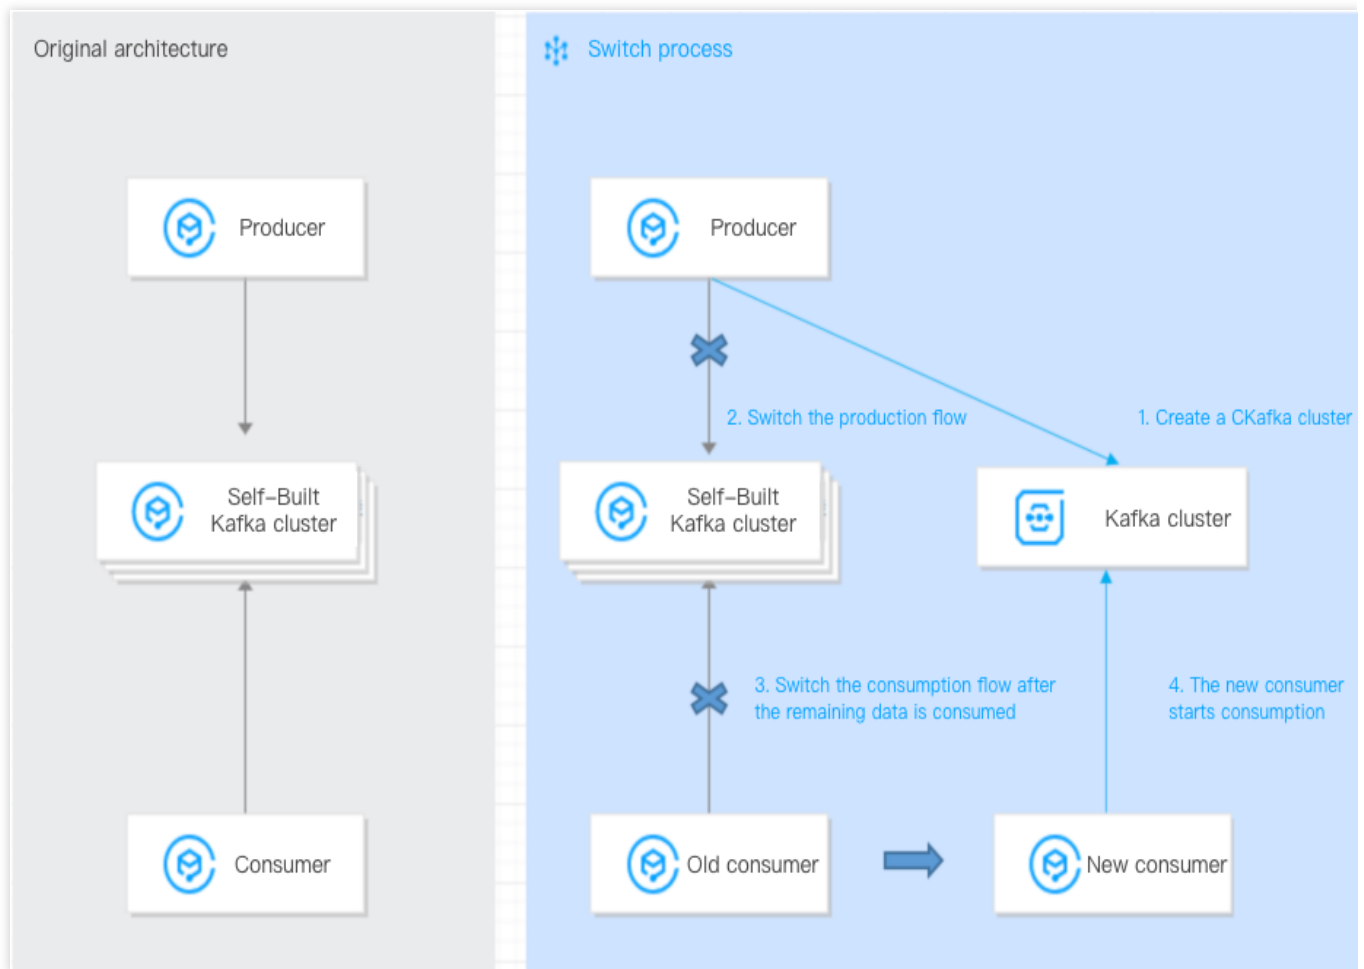 Original architecture
Producer
Self-Built
Kafka cluster
Consumer
Switch process
Producer
2. Switch the production flow
1. Create a CKafka cluster
Self-Built
Kafka cluster
Kafka cluster
3. Switch the consumption flow after
the remaining data is consumed
4. The new consumer
starts consumption
Old consumer
New consumer